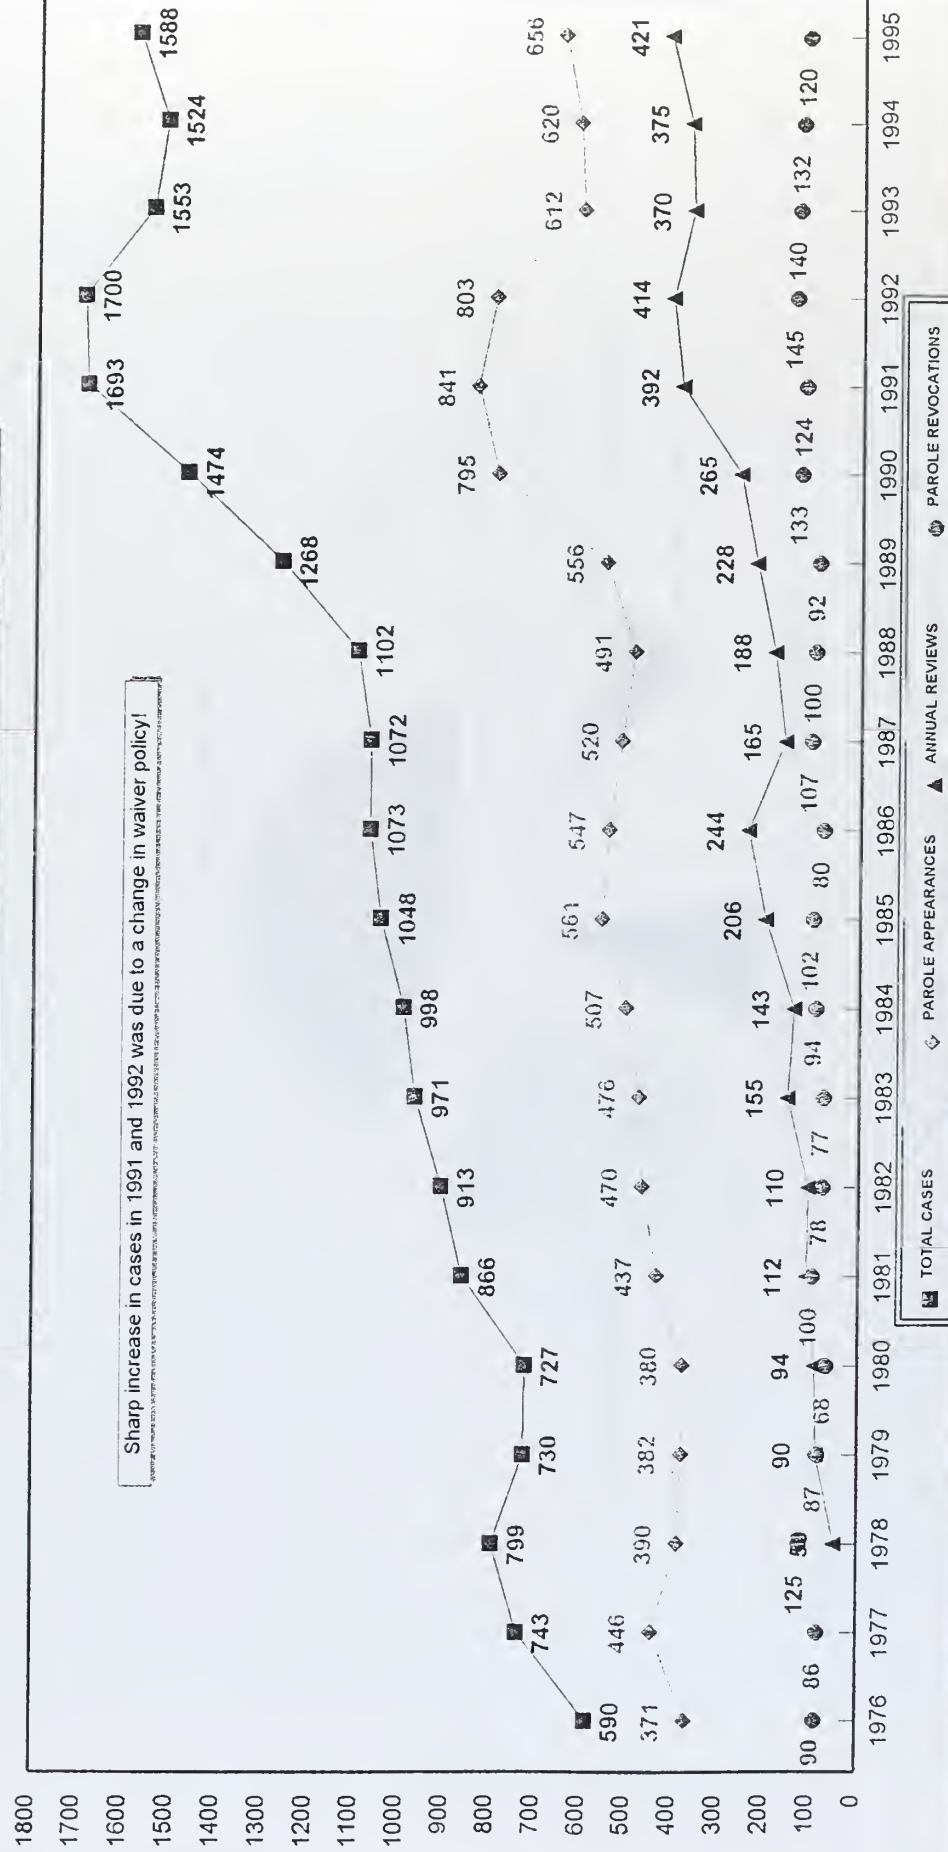 Sharp increase in cases in 1991 and 1992 was due to a change in waiver policy!
1800
1700
1600
1500
1400
1300
1200
1100
1000
900
800
700
600
500
400
300
200
100
0
590 743 799 730 727 866 913 971 998 1048 1073 1072 1102 1268 1474 1693 1700 1553 1524 1588
371 446 390 382 380 437 470 476 507 561 547 520 491 556 795 841 803 612 620 656
90 94 112 110 155 143 206 244 165 188 228 265 392 414 370 375 421
90 86 125 87 68 100 78 77 94 102 80 107 100 92 133 124 145 140 132 120
1976 1977 1978 1979 1980 1981 1982 1983 1984 1985 1986 1987 1988 1989 1990 1991 1992 1993 1994 1995
TOTAL CASES PAROLE APPEARANCES ANNUAL REVIEWS PAROLE REVOCATIONS